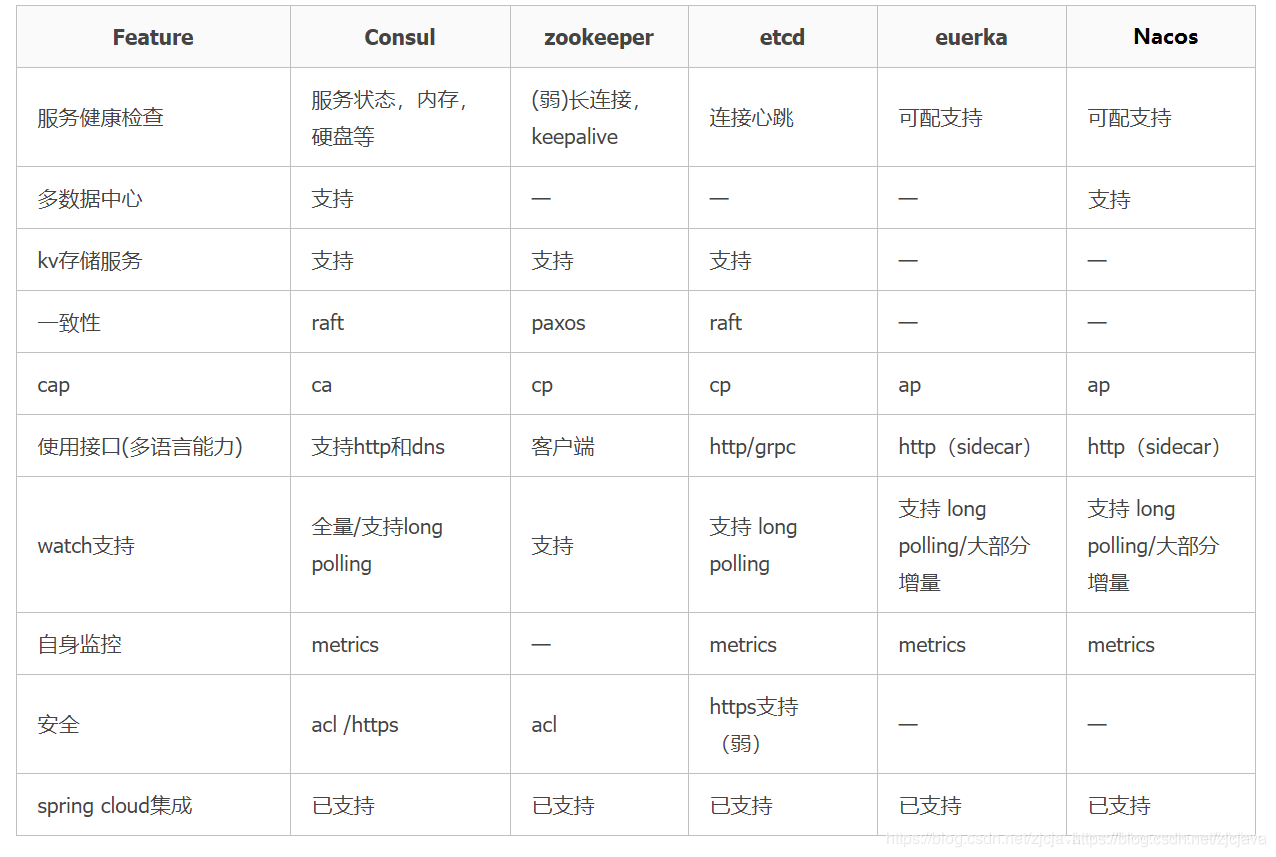 Feature Consul zookeeper etcd euerka Nacos
服务健康检查 服务状态，内存，硬盘等 (弱)长连接，keepalive 连接心跳 可配支持 可配支持
多数据中心 支持 — — — 支持
kv存储服务 支持 支持 支持 — —
一致性 raft paxos raft — —
cap ca cp cp ap ap
使用接口(多语言能力) 支持http和dns 客户端 http/grpc http（sidecar） http（sidecar）
watch支持 全量/支持long polling 支持 支持 long polling 支持 long polling/大部分增量 支持 long polling/大部分增量
自身监控 metrics — metrics metrics metrics
安全 acl /https acl https支持（弱） — —
spring cloud集成 已支持 已支持 已支持 已支持 已支持
https://blog.csdn.net/zjcjava